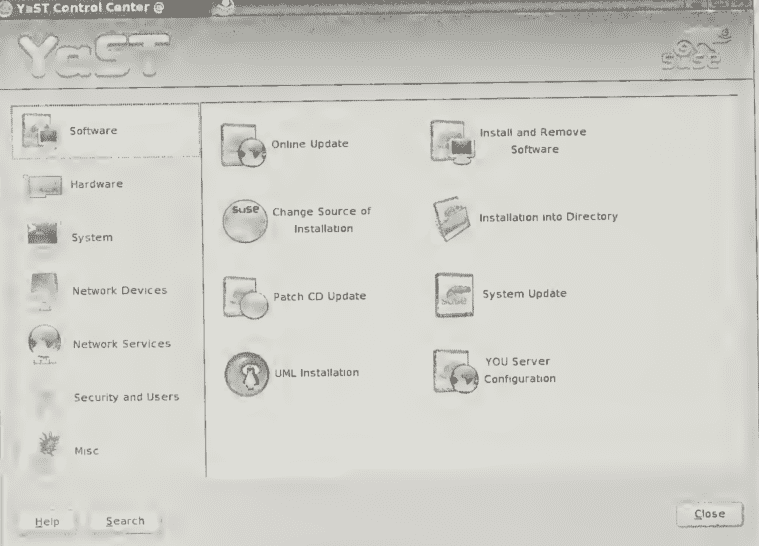 YaST Control Center @
YaST
SUSE
Software
Hardware
System
Network Devices
Network Services
Security and Users
Misc
Online Update
Install and Remove
Software
SUSE
Change Source of
Installation
Installation into Directory
Patch CD Update
SUSE
System Update
UML Installation
YOU Server
Configuration
Help
Search
Close